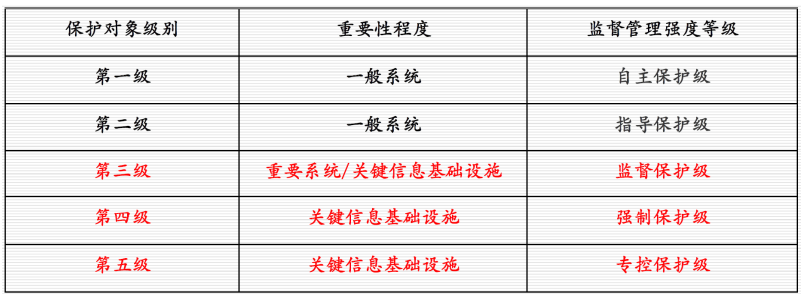 保护对象级别 重要性程度 监督管理强度等级
第一级 一般系统 自主保护级
第二级 一般系统 指导保护级
第三级 重要系统/关键信息基础设施 监督保护级
第四级 关键信息基础设施 强制保护级
第五级 关键信息基础设施 专控保护级